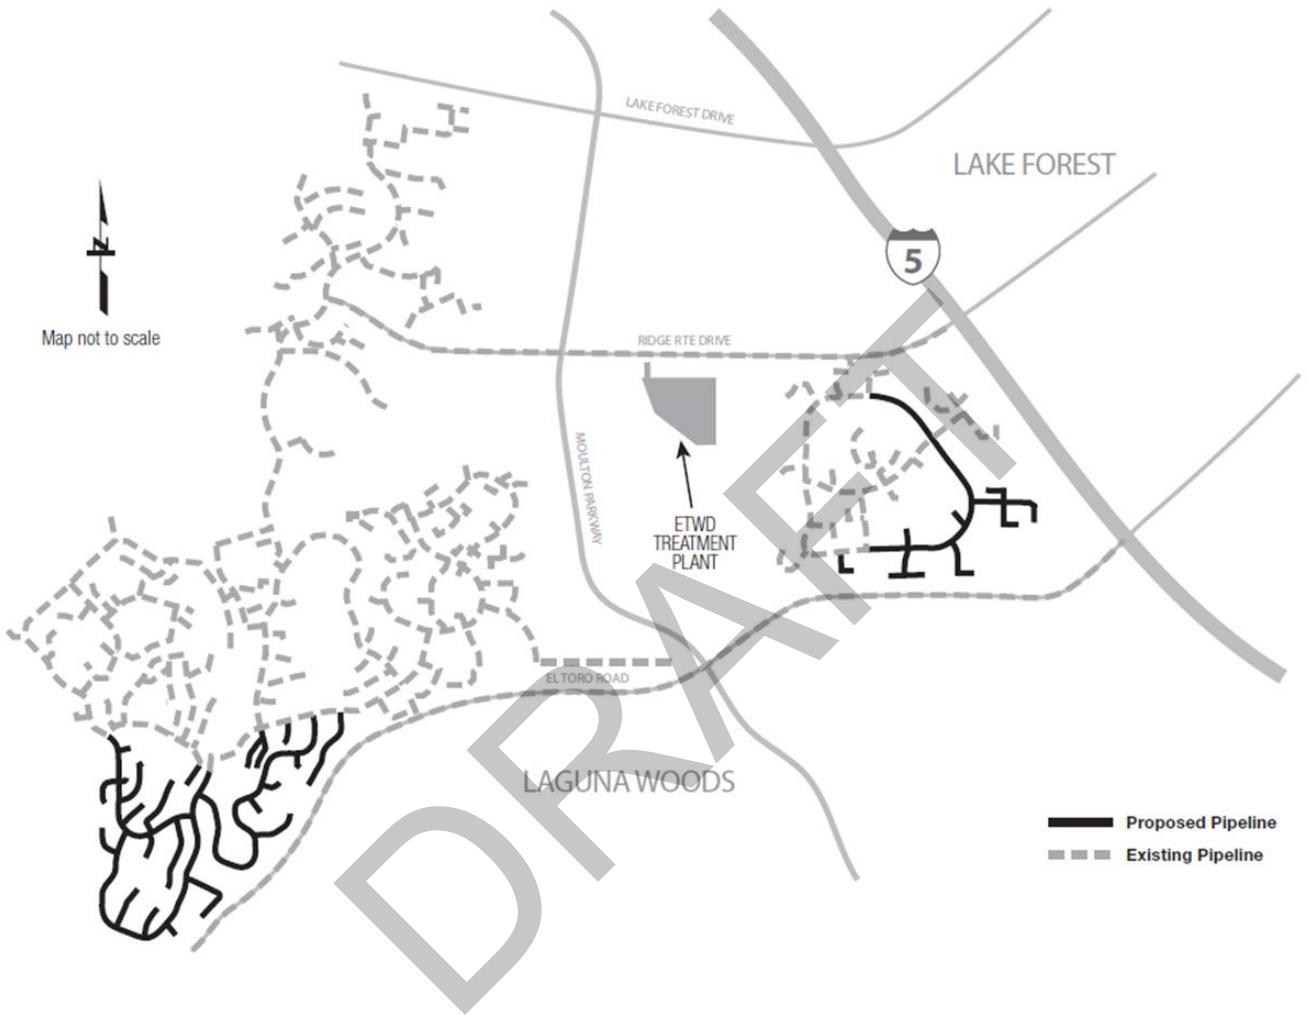 LAKE FOREST DRIVE
LAKE FOREST
5
N
Map not to scale
RIDGE RTE DRIVE
MOULTON PARKWAY
ETWD
TREATMENT
PLANT
EL TORO ROAD
LAGUNA WOODS
DRAFT
Proposed Pipeline
Existing Pipeline